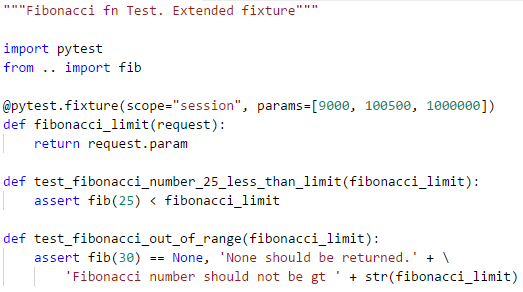 """Fibonacci fn Test. Extended fixture"""
import pytest
from .. import fib
@pytest.fixture(scope="session", params=[9000, 100500, 1000000])
def fibonacci_limit(request):
    return request.param
def test_fibonacci_number_25_less_than_limit(fibonacci_limit):
    assert fib(25) < fibonacci_limit
def test_fibonacci_out_of_range(fibonacci_limit):
    assert fib(30) == None, 'None should be returned.' + \
        'Fibonacci number should not be gt ' + str(fibonacci_limit)